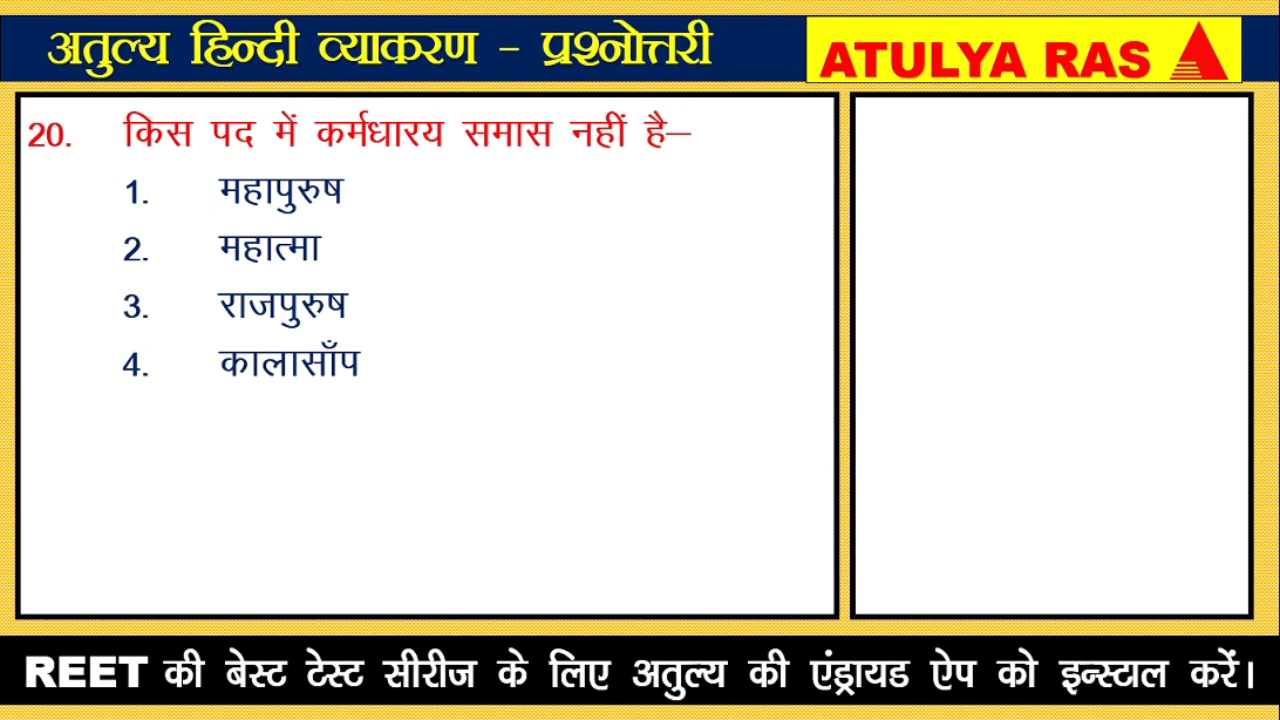 अतुल्य हिन्दी व्याकरण - प्रश्नोत्तरी
ATULYA RAS
20. किस पद में कर्मधारय समास नहीं है–
1. महापुरुष
2. महात्मा
3. राजपुरुष
4. कालासाँप
REET की बेस्ट टेस्ट सीरीज के लिए अतुल्य की एंड्रायड ऐप को इन्स्टाल करें।